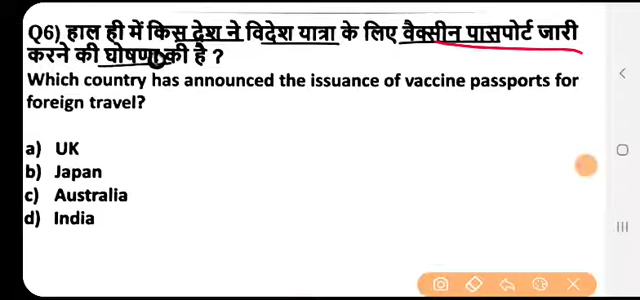 Q6) हाल ही में किस देश ने विदेश यात्रा के लिए वैक्सीन पासपोर्ट जारी
करने की घोषणा की है ?
Which country has announced the issuance of vaccine passports for
foreign travel?
a) UK
b) Japan
c) Australia
d) India